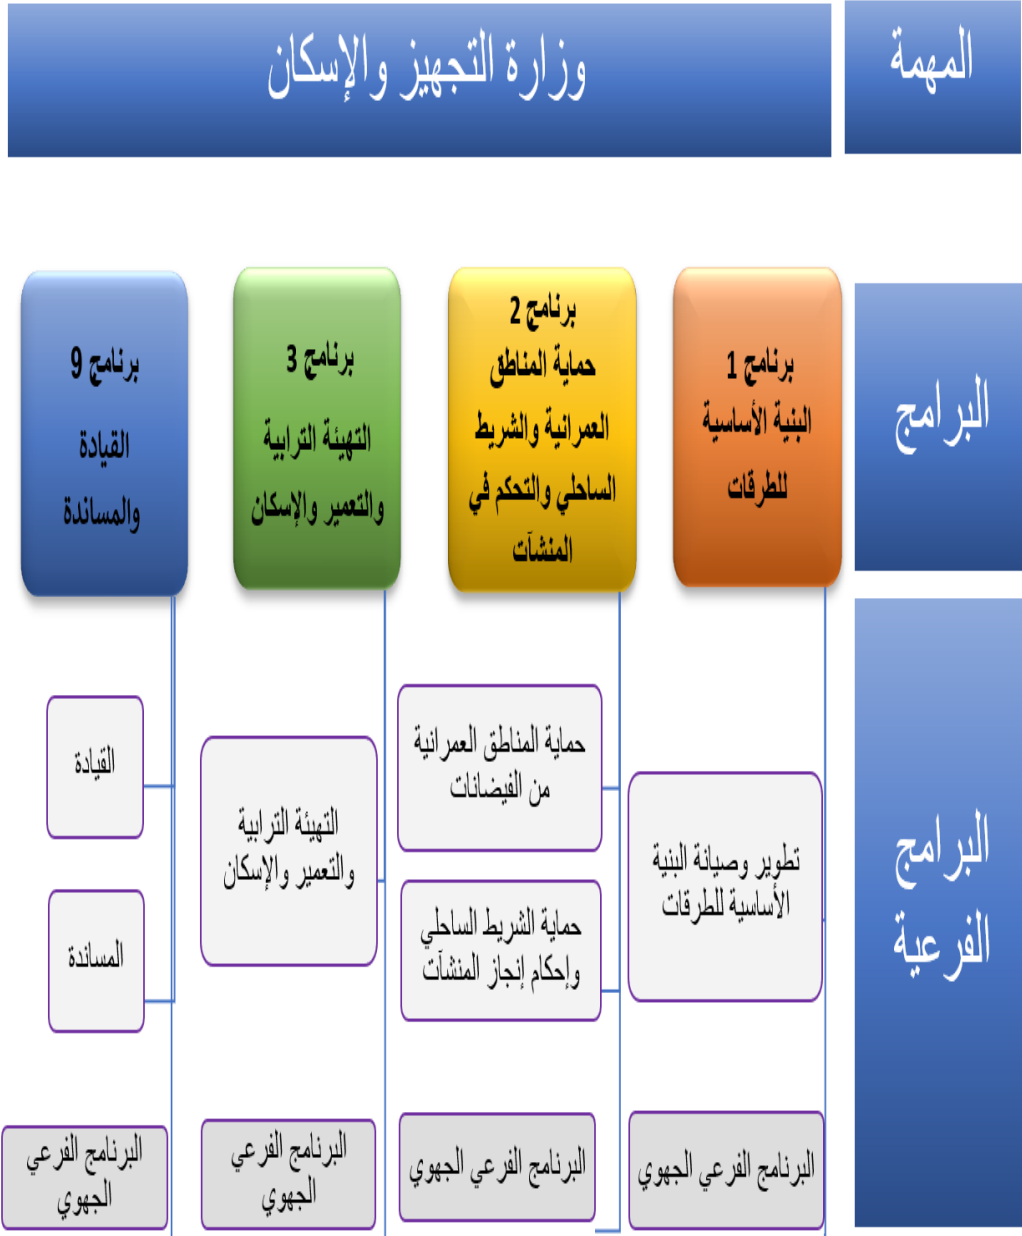 المهمة
وزارة التجهيز والإسكان
البرامج
برنامج 1
البنية الأساسية
للطرقات
برنامج 2
حماية المناطق
العمرانية والشريط
الساحلي والتحكم في
المنشآت
برنامج 3
التهيئة الترابية
والتعمير والإسكان
برنامج 9
القيادة
والمساندة
البرامج
الفرعية
تطوير وصيانة البنية
الأساسية للطرقات
حماية المناطق العمرانية
من الفيضانات
حماية الشريط الساحلي
وإحكام إنجاز المنشآت
التهيئة الترابية
والتعمير والإسكان
القيادة
المساندة
البرنامج الفرعي الجهوي
البرنامج الفرعي الجهوي
البرنامج الفرعي
الجهوي
البرنامج الفرعي
الجهوي